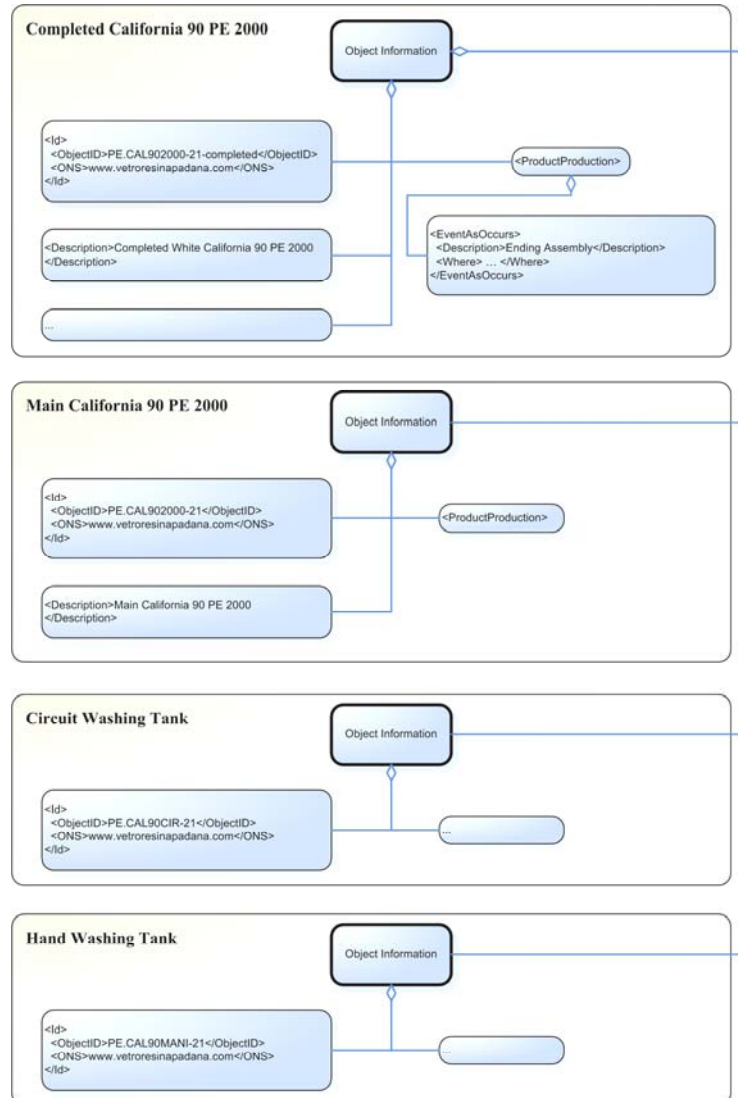 Completed California 90 PE 2000
Object Information
<Id>
<ObjectID>PE.CAL902000-21-completed</ObjectID>
<ONS>www.vetroresinapadana.com</ONS>
</Id>
<ProductProduction>
<Description>Completed White California 90 PE 2000
</Description>
<EventAsOccurs>
<Description>Ending Assembly</Description>
<Where> ... </Where>
</EventAsOccurs>
...
Main California 90 PE 2000
Object Information
<Id>
<ObjectID>PE.CAL902000-21</ObjectID>
<ONS>www.vetroresinapadana.com</ONS>
</Id>
<ProductProduction>
<Description>Main California 90 PE 2000
</Description>
Circuit Washing Tank
Object Information
<Id>
<ObjectID>PE.CAL90CIR-21</ObjectID>
<ONS>www.vetroresinapadana.com</ONS>
</Id>
...
Hand Washing Tank
Object Information
<Id>
<ObjectID>PE.CAL90MANI-21</ObjectID>
<ONS>www.vetroresinapadana.com</ONS>
</Id>
...